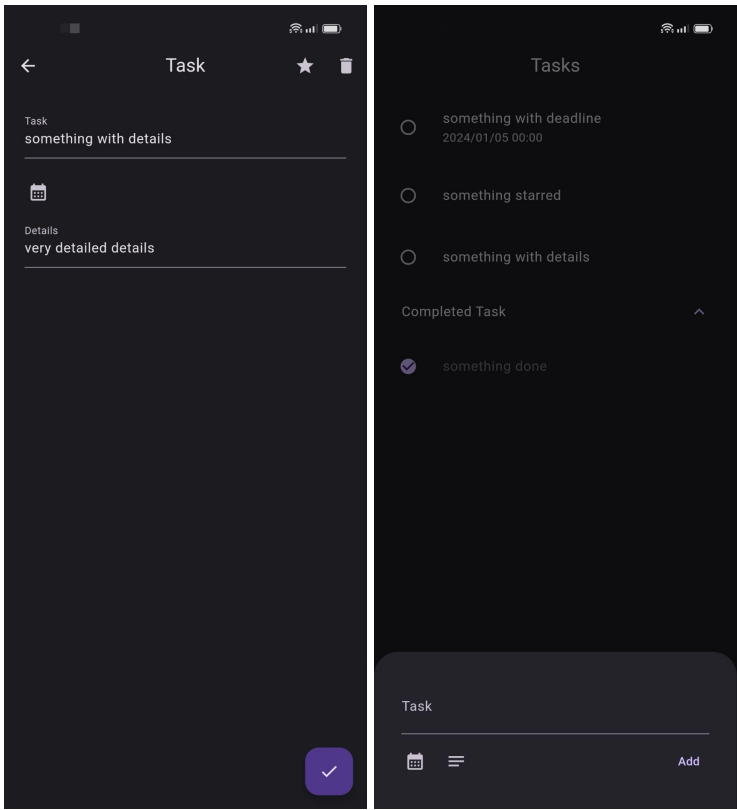 Task
Task
something with details
Details
very detailed details
Tasks
something with deadline
2024/01/05 00:00
something starred
something with details
Completed Task
something done
Task
Add